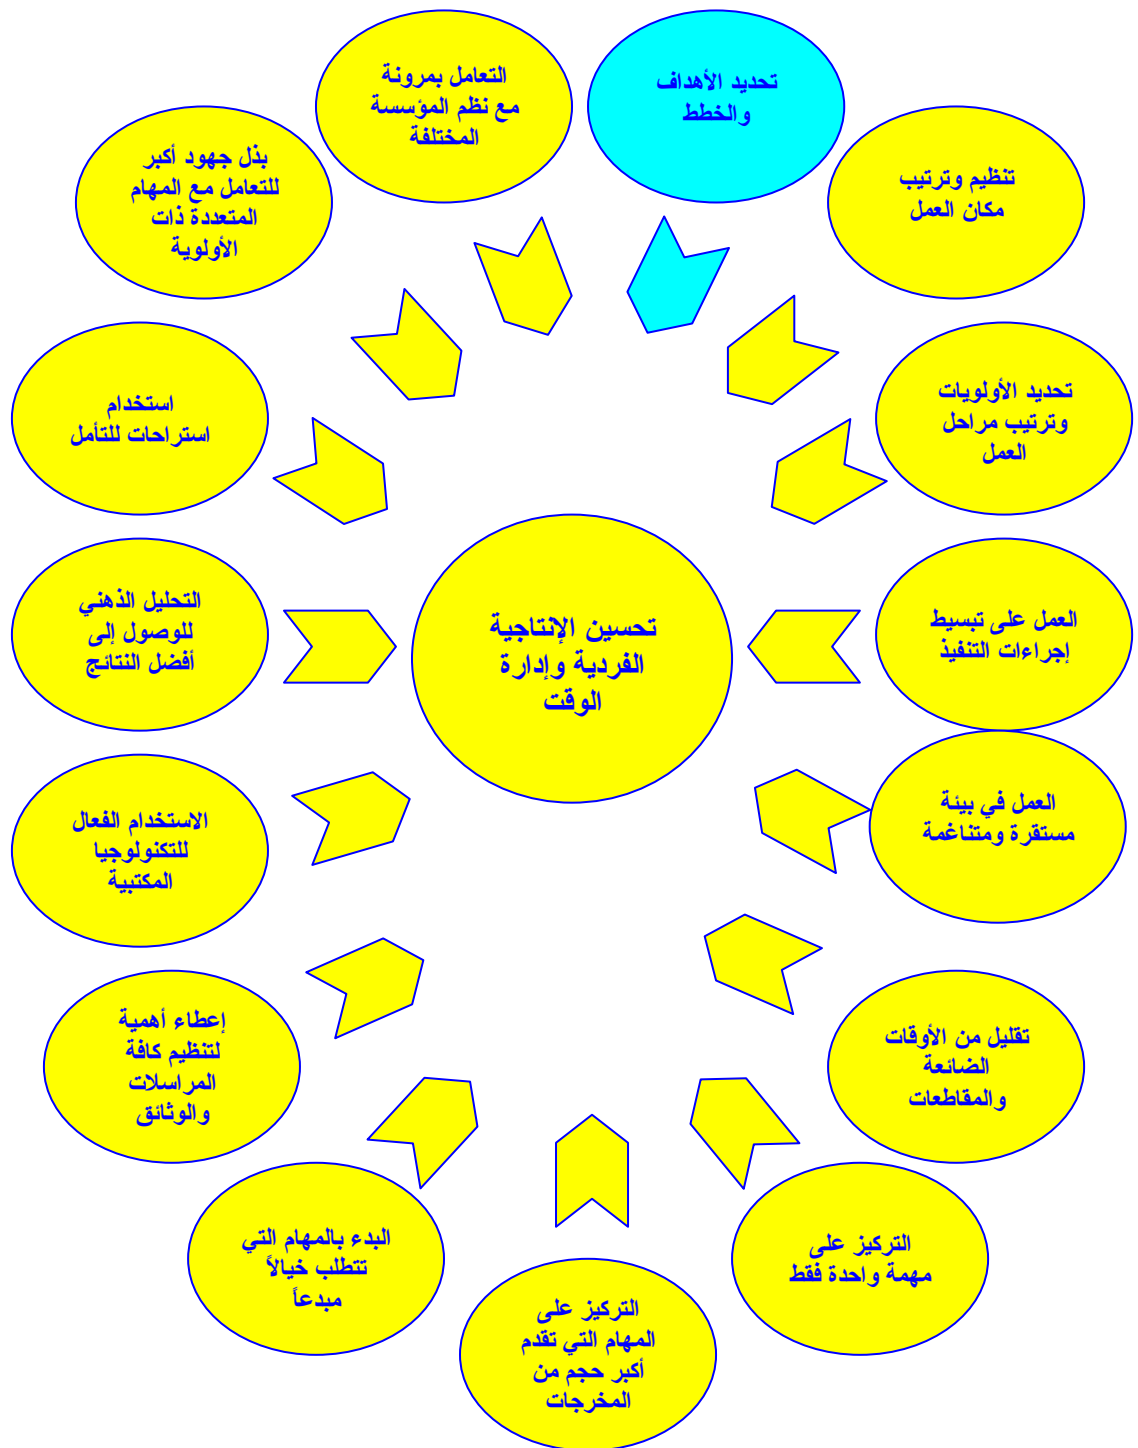 تحديد الأهداف
والخطط
تنظيم وترتيب
مكان العمل
تحديد الأولويات
وترتيب مراحل
العمل
العمل على تبسيط
إجراءات التنفيذ
العمل في بيئة
مستقرة ومتناغمة
تقليل من الأوقات
الضائعة
والمقاطعات
التركيز على
مهمة واحدة فقط
التركيز على
المهام التي تقدم
أكبر حجم من
المخرجات
البدء بالمهام التي
تتطلب خيالاً
مبدعاً
إعطاء أهمية
لتنظيم كافة
المراسلات
والوثائق
الاستخدام الفعال
للتكنولوجيا
المكتبية
التحليل الذهني
للوصول إلى
أفضل النتائج
استخدام
استراحات للتأمل
بذل جهود أكبر
للتعامل مع المهام
المتعددة ذات
الأولوية
التعامل بمرونة
مع نظم المؤسسة
المختلفة
تحسين الإنتاجية
الفردية وإدارة
الوقت